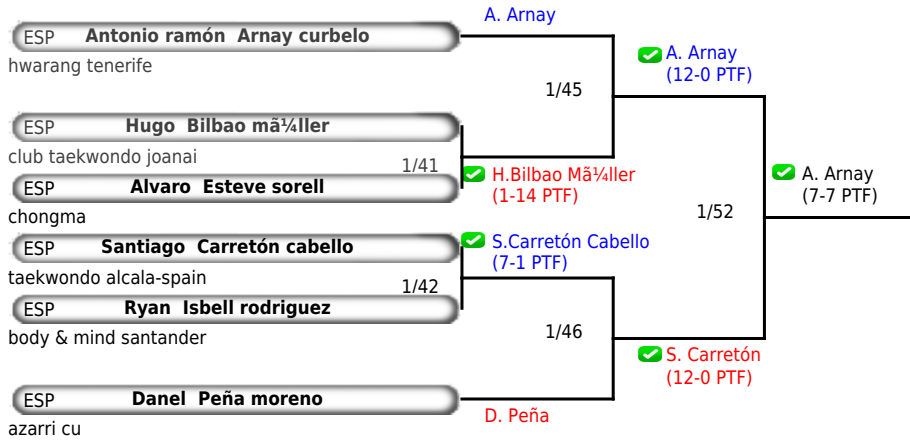 A. Arnay
ESP Antonio ramón Arnay curbelo
hwarang tenerife
A. Arnay
(12-0 PTF)
1/45
ESP Hugo Bilbao mã¼ller
club taekwondo joanai
1/41
H.Bilbao Mã¼ller
(1-14 PTF)
A. Arnay
(7-7 PTF)
ESP Alvaro Esteve sorell
chongma
1/52
ESP Santiago Carretón cabello
S.Carretón Cabello
(7-1 PTF)
taekwondo alcala-spain
1/42
ESP Ryan Isbell rodriguez
body & mind santander
1/46
S. Carretón
(12-0 PTF)
ESP Danel Peña moreno
D. Peña
azarri cu